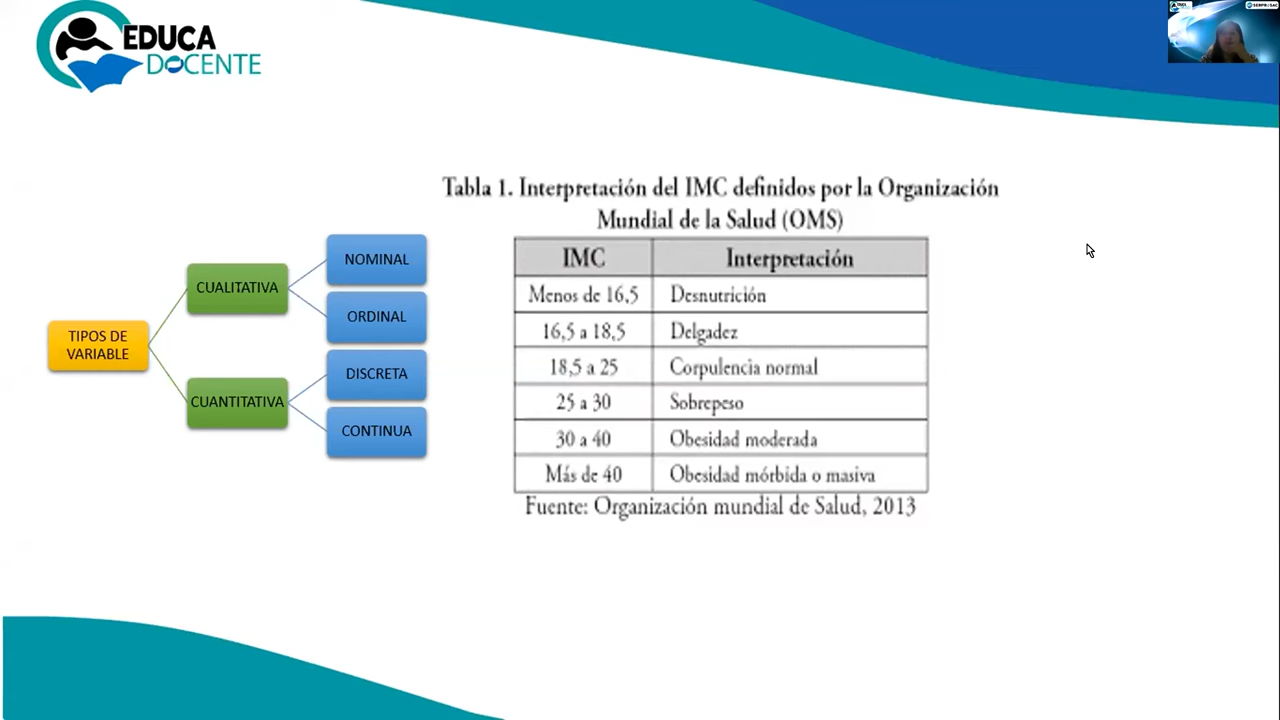 EDUCA
DOCENTE
Tabla 1. Interpretación del IMC definidos por la Organización
Mundial de la Salud (OMS)
TIPOS DE
VARIABLE
CUALITATIVA
CUANTITATIVA
NOMINAL
ORDINAL
DISCRETA
CONTINUA
IMC Interpretación
Menos de 16,5 Desnutrición
16,5 a 18,5 Delgadez
18,5 a 25 Corpulencia normal
25 a 30 Sobrepeso
30 a 40 Obesidad moderada
Más de 40 Obesidad mórbida o masiva
Fuente: Organización mundial de Salud, 2013